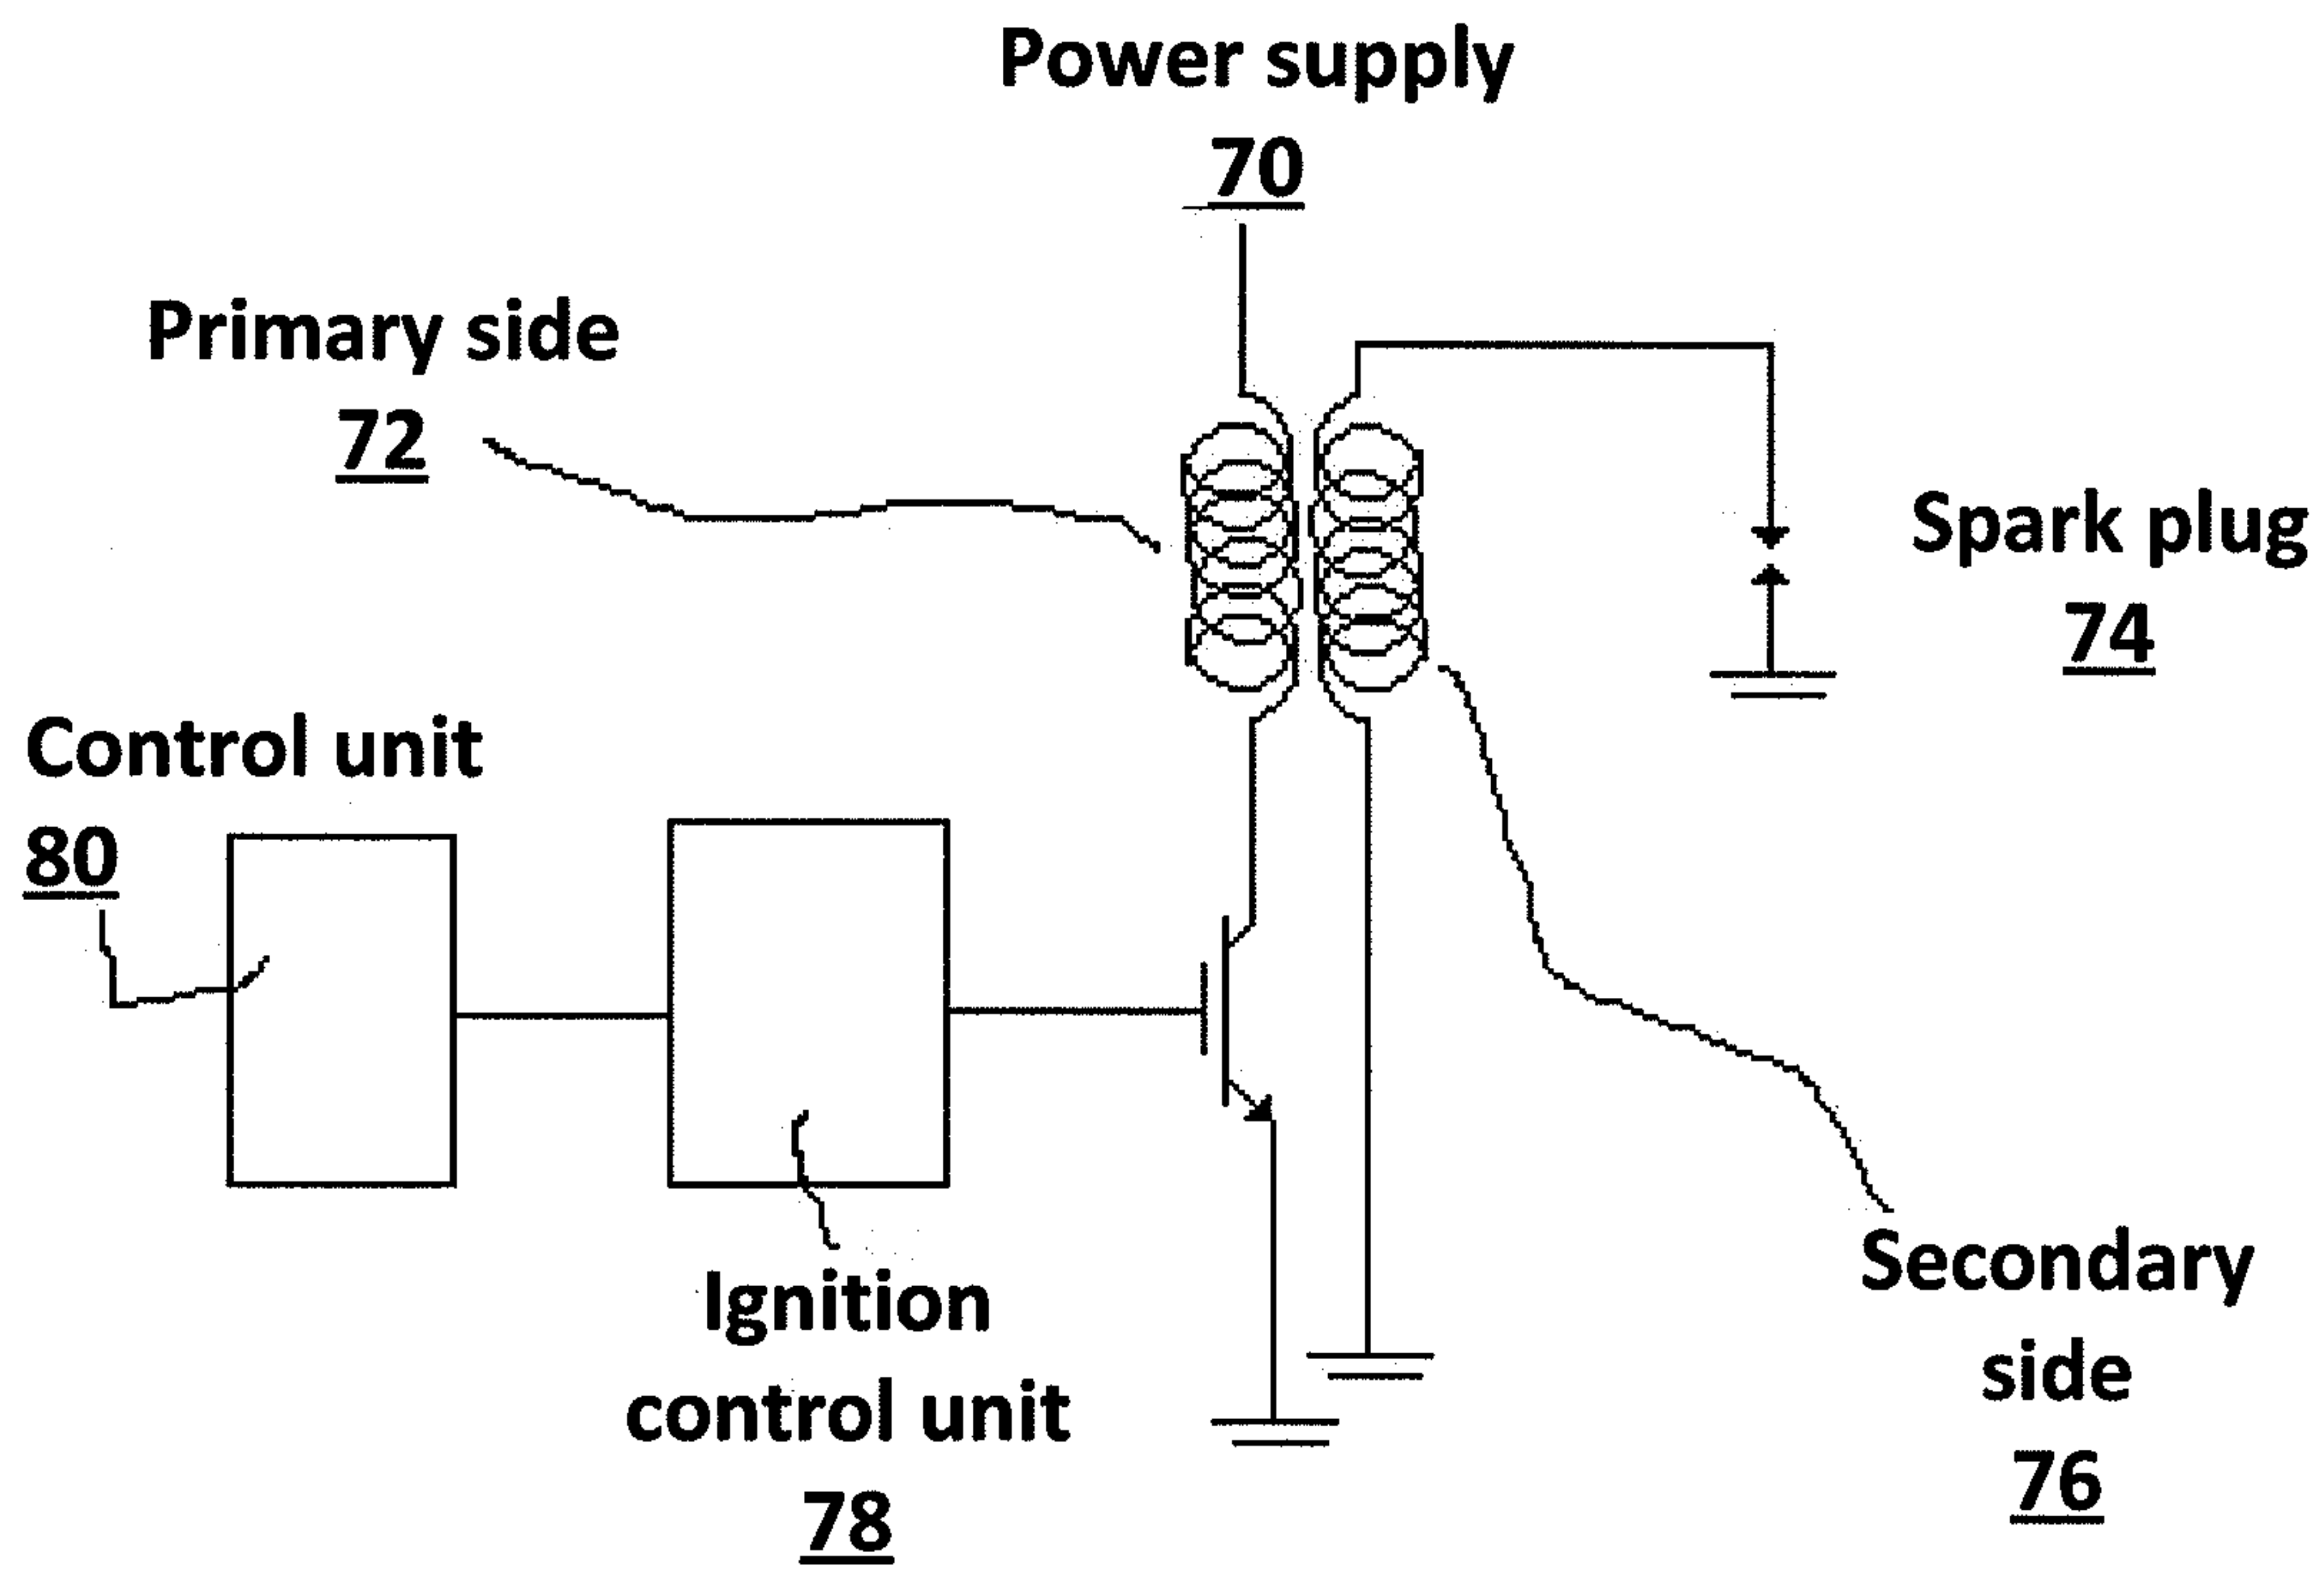 Power supply
70
Primary side
72
Spark plug
74
Control unit
80
Ignition
control unit
78
Secondary
side
76